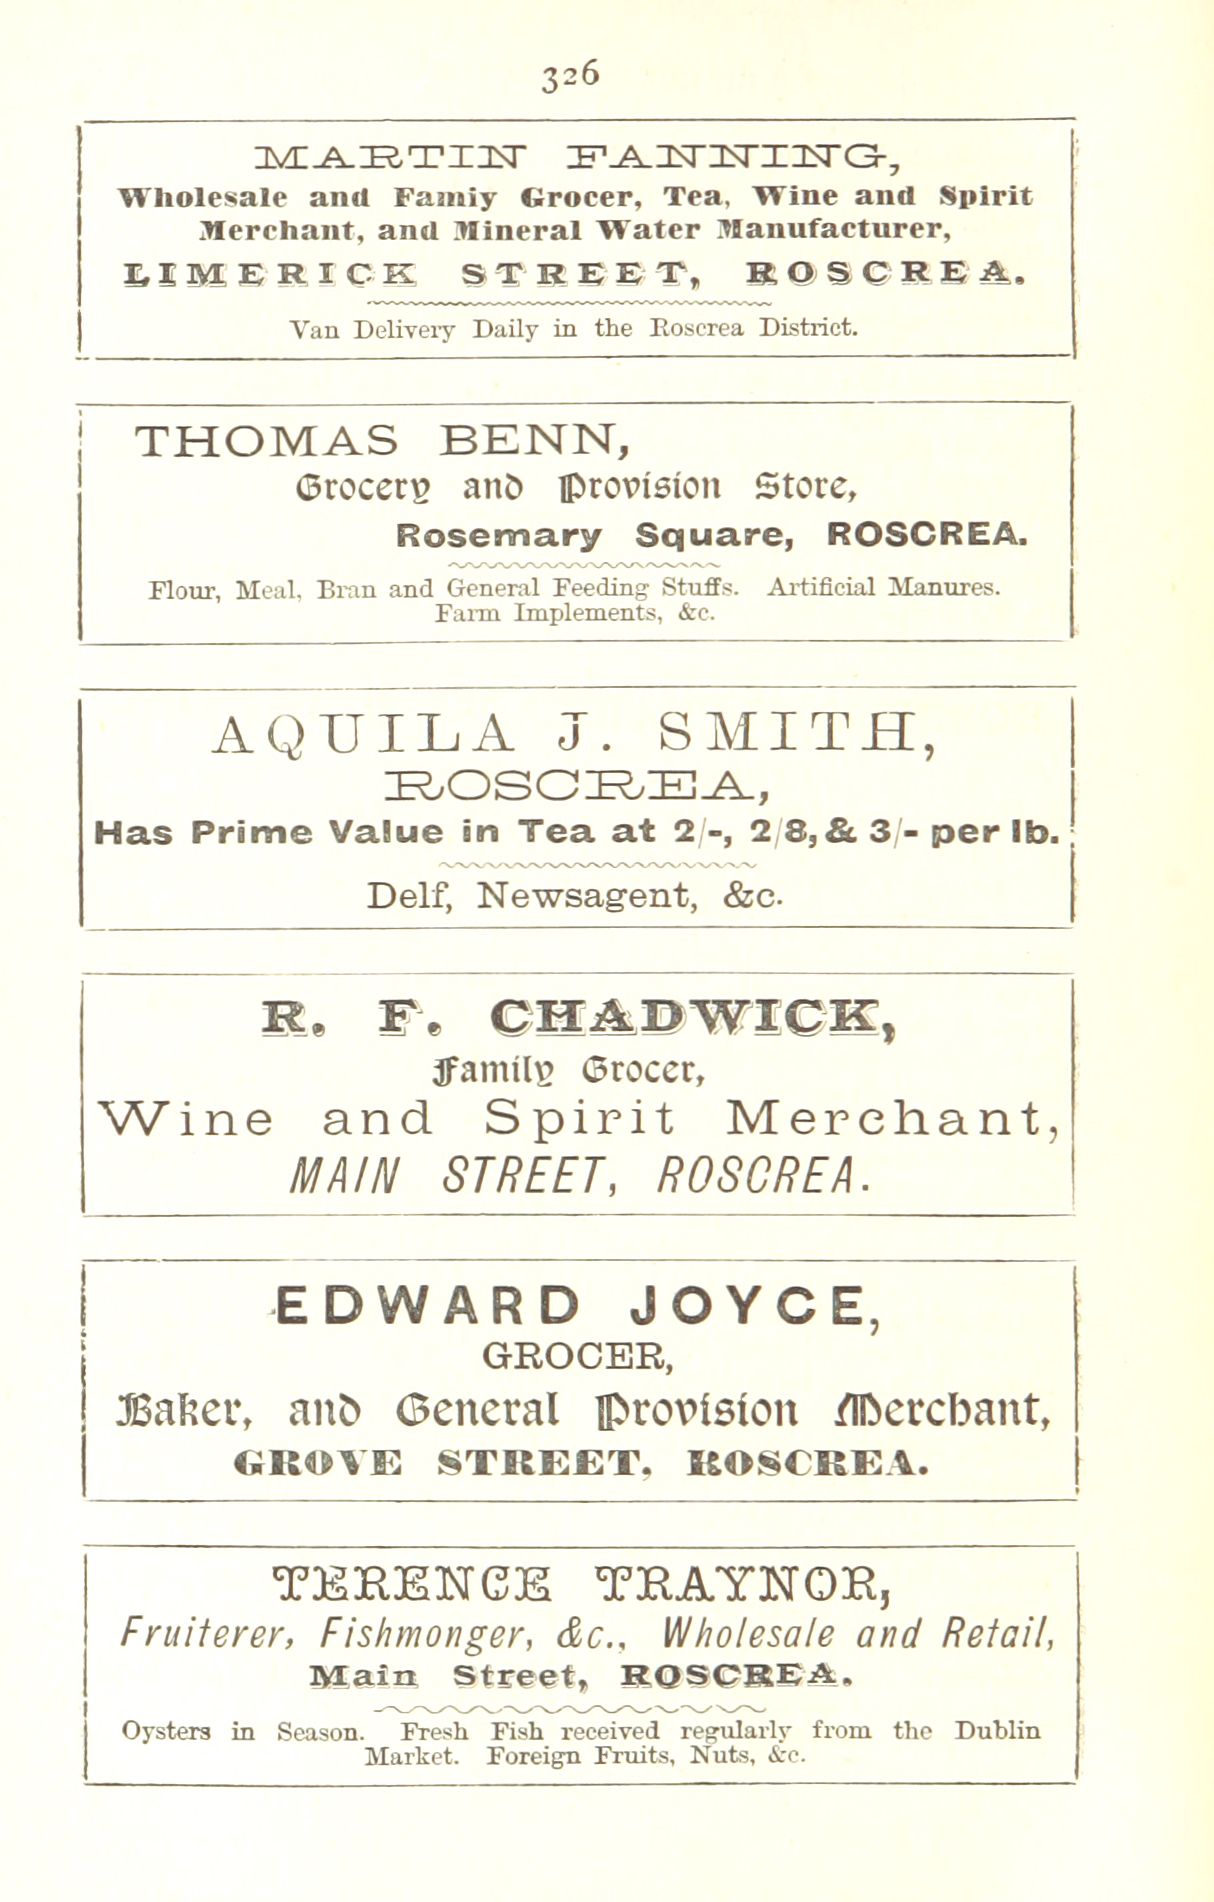 326
MARTIN FANNING,
Wholesale and Famiy Grocer, Tea, Wine and Spirit
Merchant, and Mineral Water Manufacturer,
LIMERICK STREET, ROSCREA.
Van Delivery Daily in the Roscrea District.
THOMAS BENN,
Grocery and Provision Store,
Rosemary Square, ROSCREA.
Flour, Meal, Bran and General Feeding Stuffs. Artificial Manures.
Farm Implements, &c.
AQUILA J. SMITH,
ROSCREA,
Has Prime Value in Tea at 2/-, 2/8, & 3/- per lb.
Delf, Newsagent, &c.
R. F. CHADWICK,
Family Grocer,
Wine and Spirit Merchant,
MAIN STREET, ROSCREA.
EDWARD JOYCE,
GROCER,
Baker, and General Provision Merchant,
GROVE STREET, ROSCREA.
TERENCE TRAYNOR,
Fruiterer, Fishmonger, &c., Wholesale and Retail,
Main Street, ROSCREA.
Oysters in Season. Fresh Fish received regularly from the Dublin
Market. Foreign Fruits, Nuts, &c.